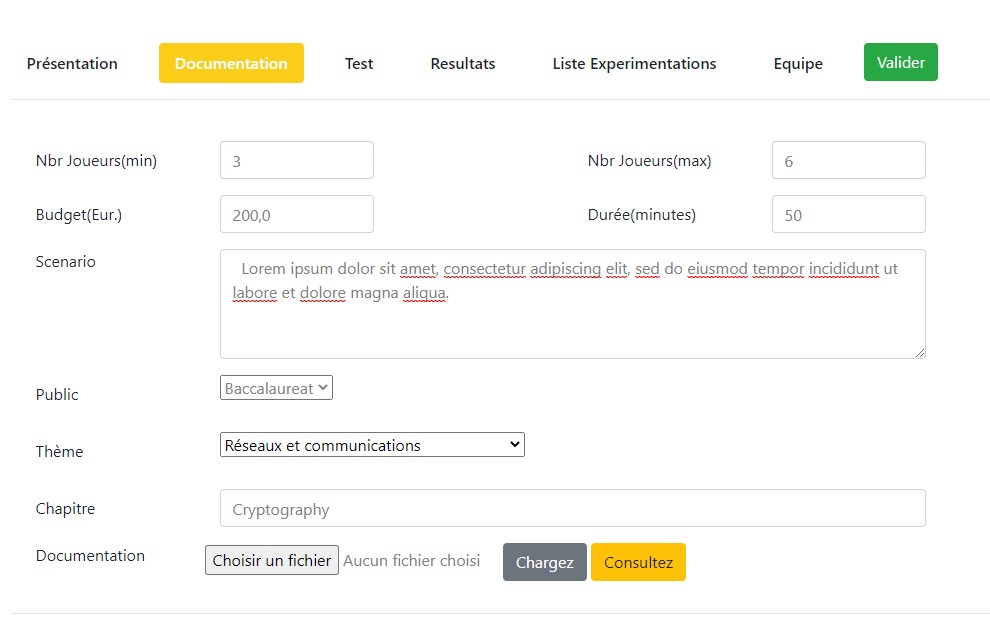 Présentation Documentation Test Resultats Liste Experimentations Equipe Valider
Nbr Joueurs(min) 3 Nbr Joueurs(max) 6
Budget(Eur.) 200,0 Durée(minutes) 50
Scenario Lorem ipsum dolor sit amet, consectetur adipiscing elit, sed do eiusmod tempor incididunt ut
labore et dolore magna aliqua.
Public Baccalaureat
Thème Réseaux et communications
Chapitre Cryptography
Documentation Choisir un fichier Aucun fichier choisi Chargez Consultez